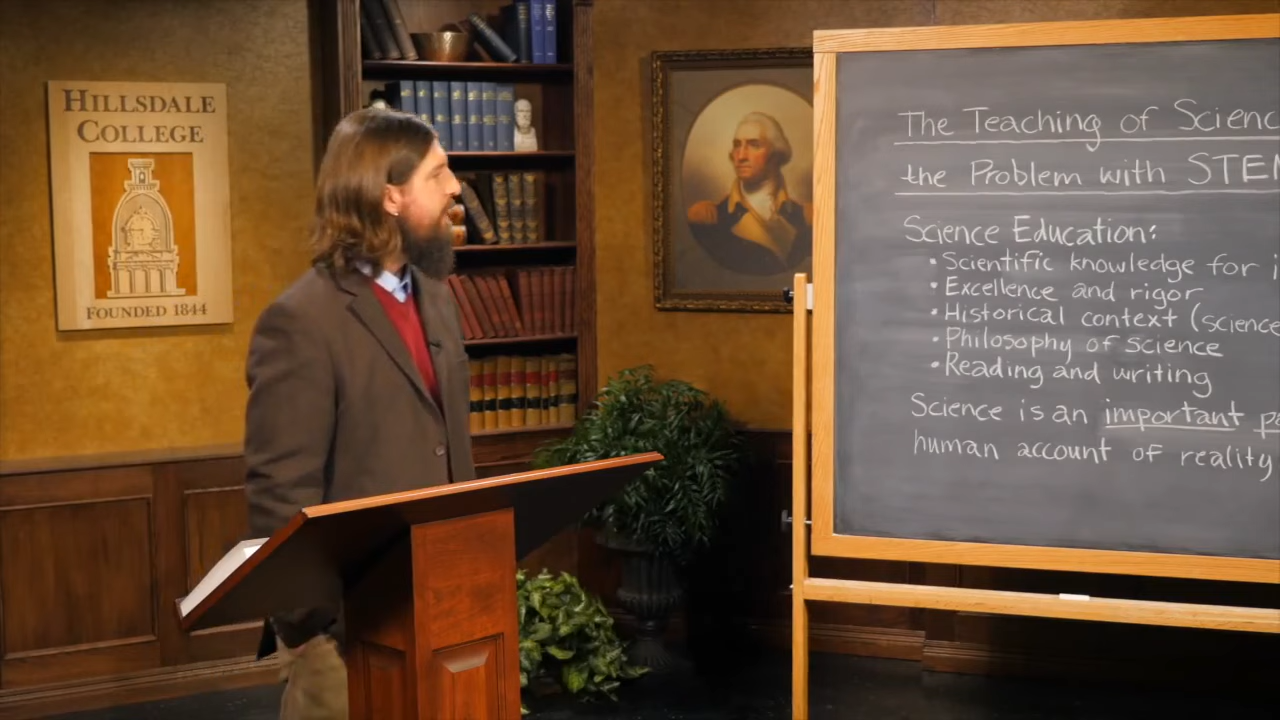 HILLSDALE
COLLEGE
FOUNDED 1844
The Teaching of Scienc
the Problem with STEM
Science Education:
• Scientific knowledge for i
• Excellence and rigor
• Historical context (science
• Philosophy of science
• Reading and writing
Science is an important pa
human account of reality